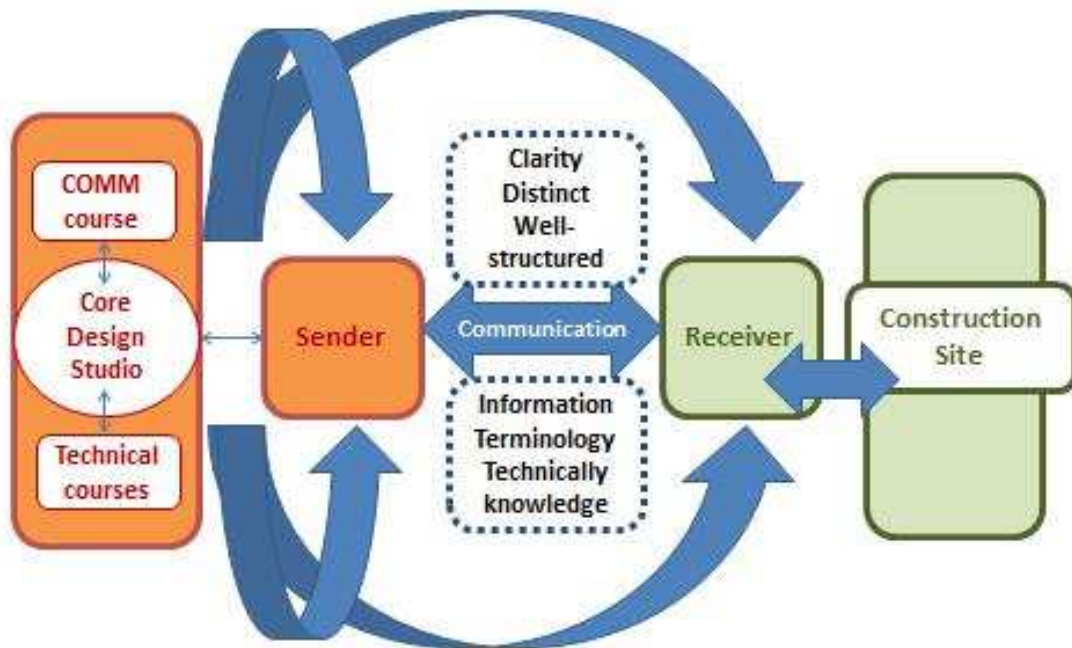 COMM
course
Core
Design
Studio
Technical
courses
Sender
Clarity
Distinct
Well-
structured
Communication
Information
Terminology
Technically
knowledge
Receiver
Construction
Site